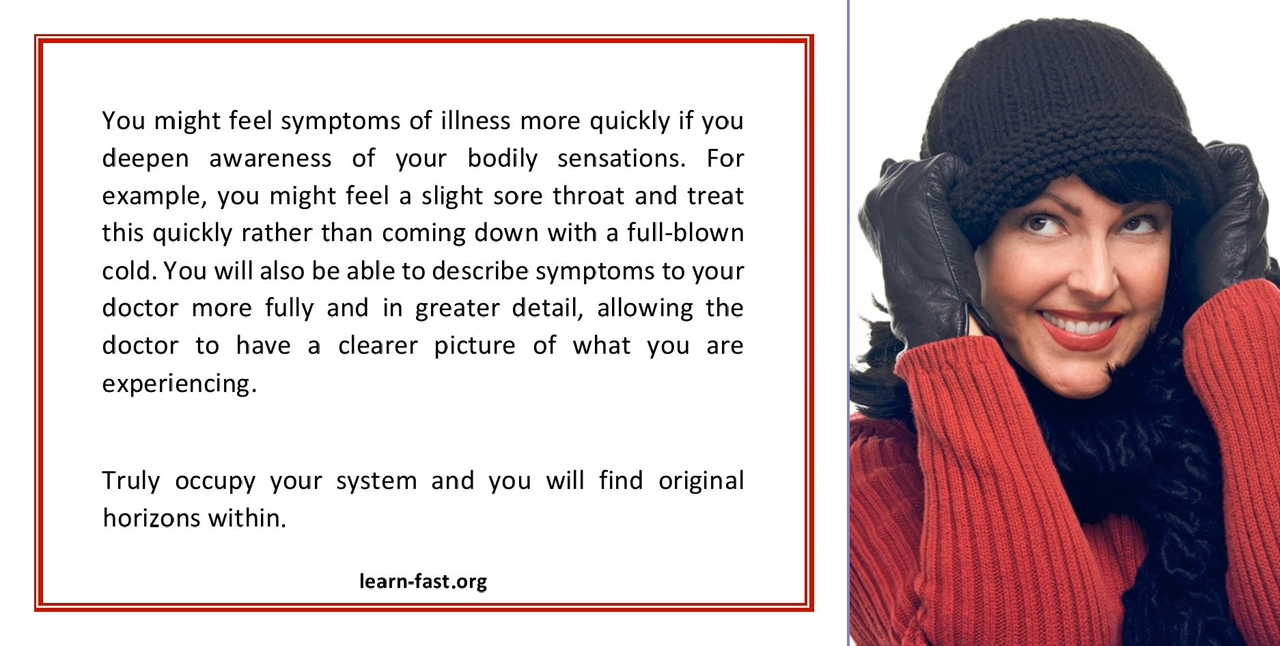 You might feel symptoms of illness more quickly if you
deepen awareness of your bodily sensations. For
example, you might feel a slight sore throat and treat
this quickly rather than coming down with a full-blown
cold. You will also be able to describe symptoms to your
doctor more fully and in greater detail, allowing the
doctor to have a clearer picture of what you are
experiencing.
Truly occupy your system and you will find original
horizons within.
learn-fast.org